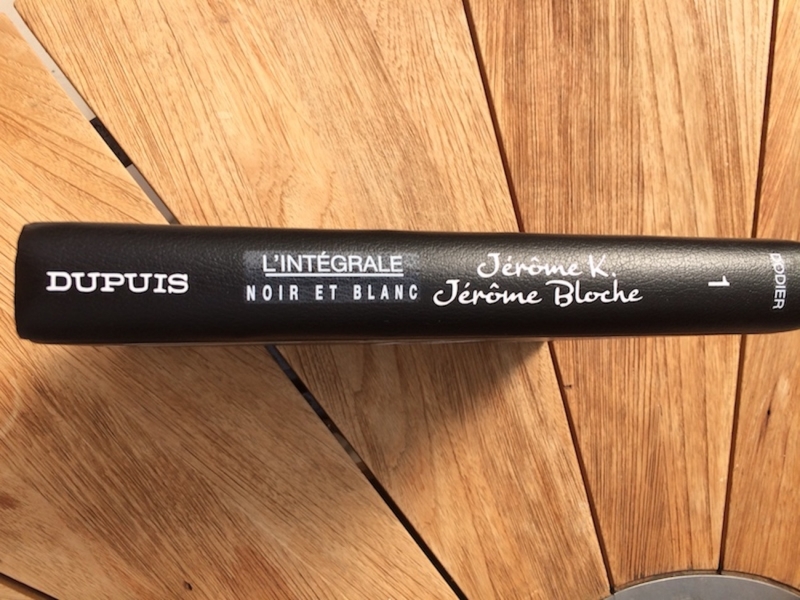 DUPUIS
L'INTÉGRALE
NOIR ET BLANC
Jérôme K.
Jérôme Bloche
1
DODIER